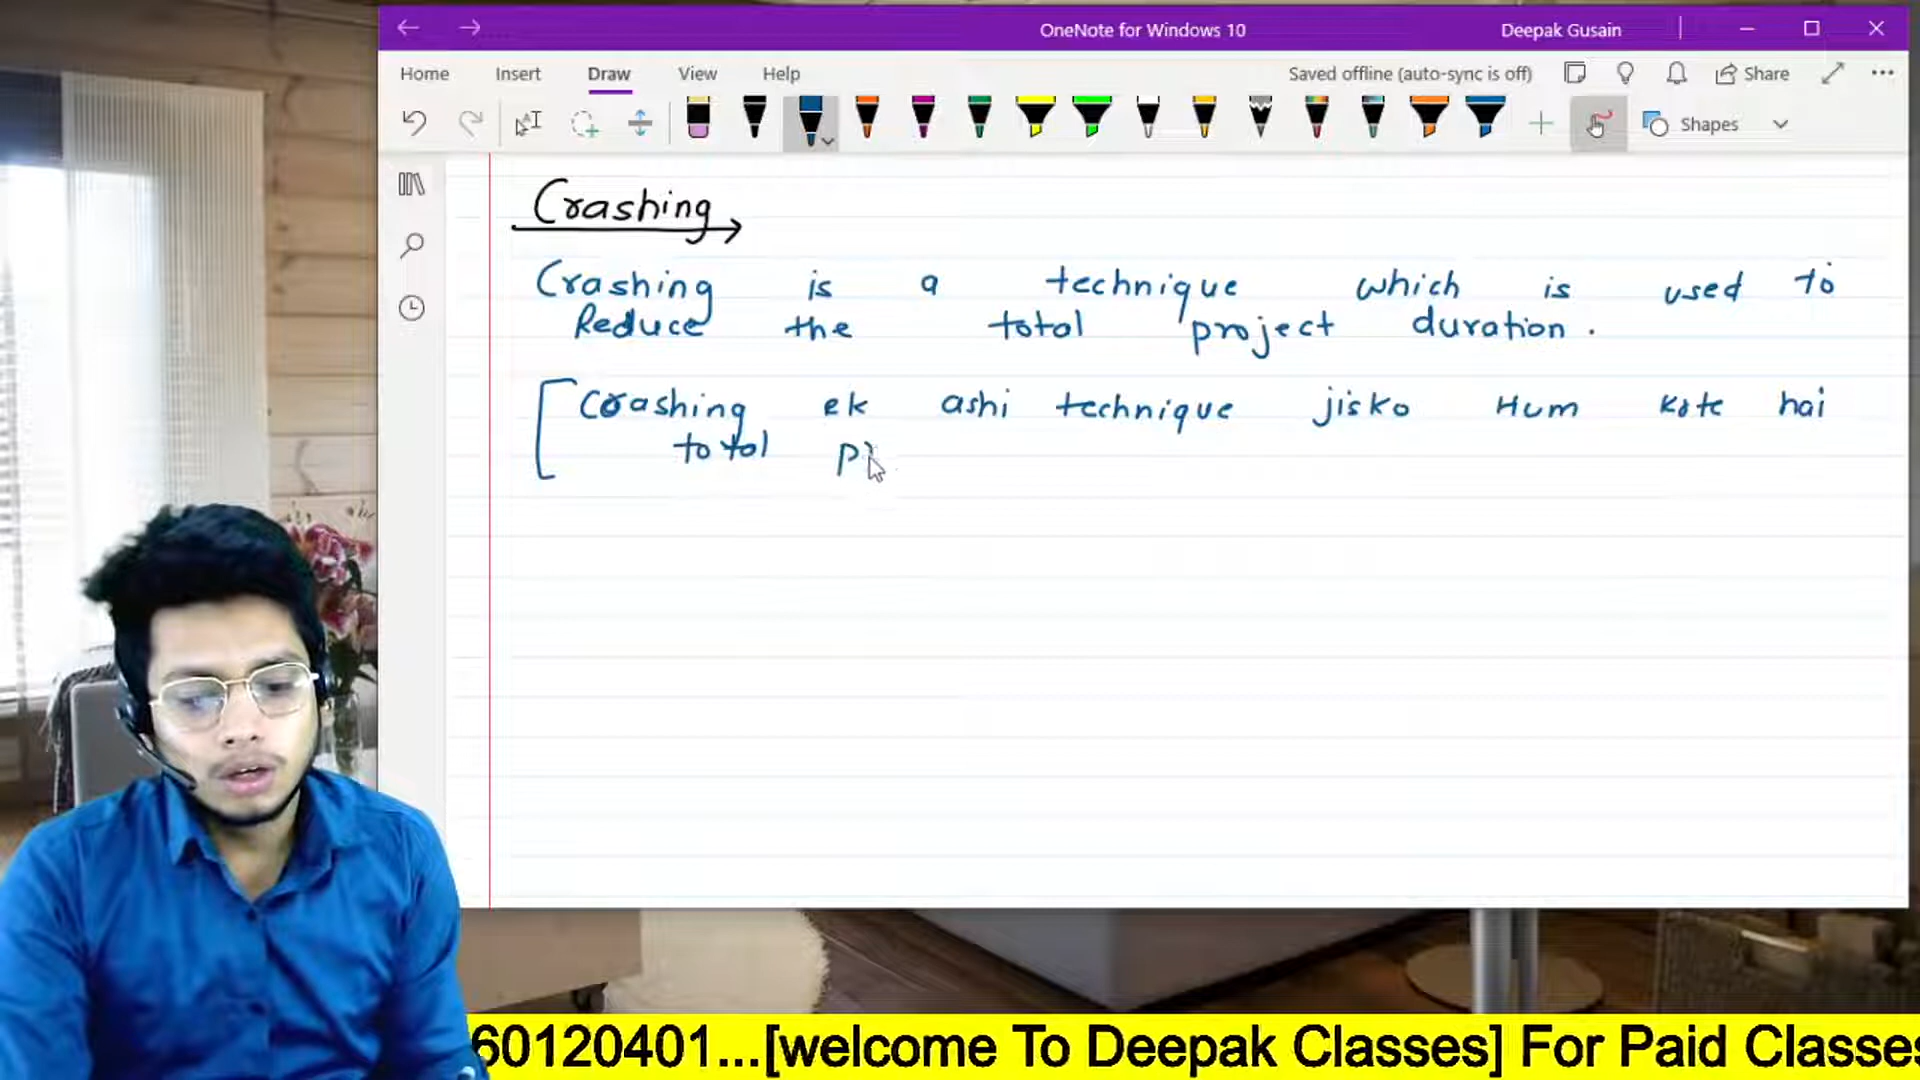 OneNote for Windows 10
Deepak Gusain
Home Insert Draw View Help
Saved offline (auto-sync is off)
Share
Shapes
Crashing
Crashing is a technique which is used to
Reduce the total project duration.
Crashing ek ashi technique jisko Hum krte hai
total pr
60120401...[welcome To Deepak Classes] For Paid Classes